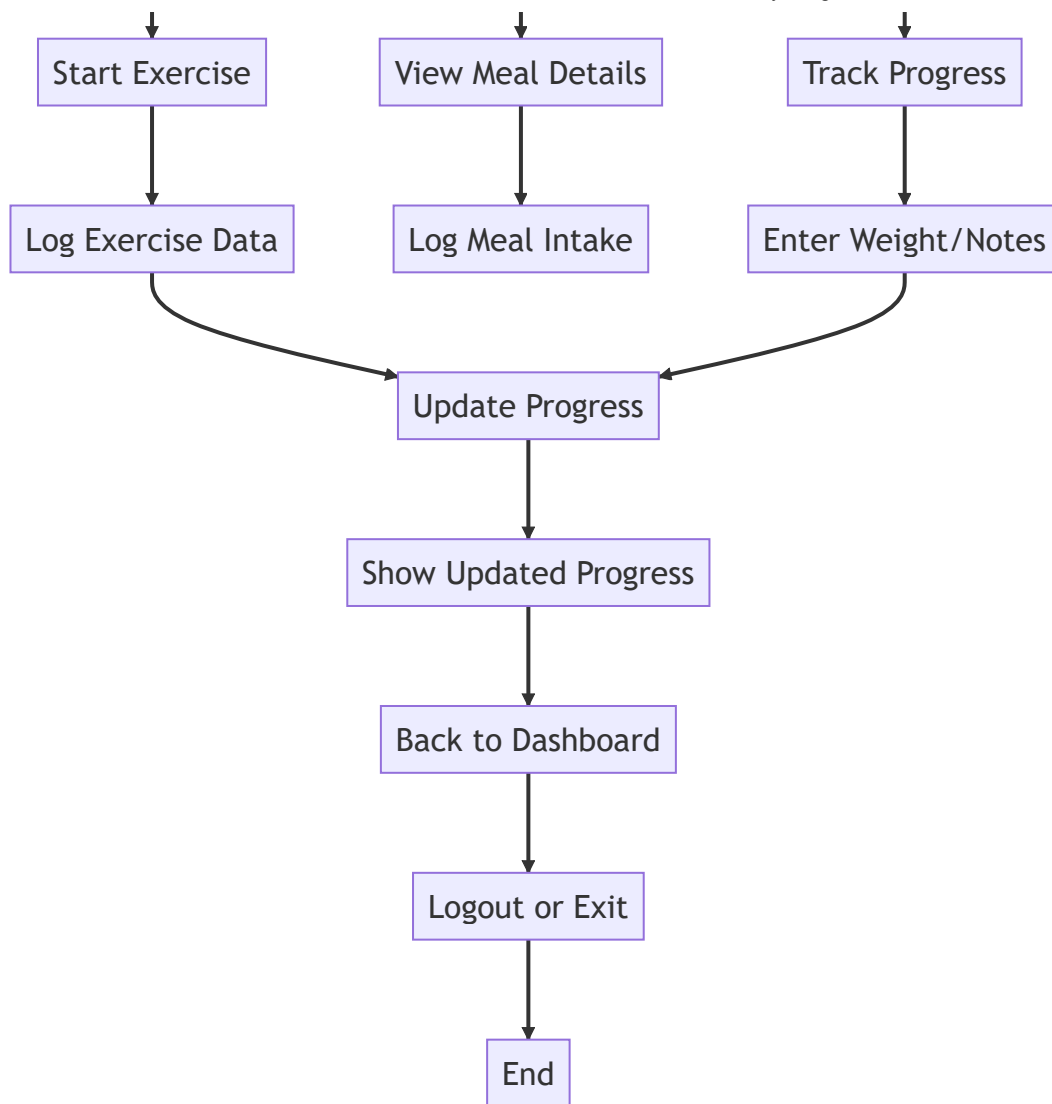 Start Exercise
View Meal Details
Track Progress
Log Exercise Data
Log Meal Intake
Enter Weight/Notes
Update Progress
Show Updated Progress
Back to Dashboard
Logout or Exit
End